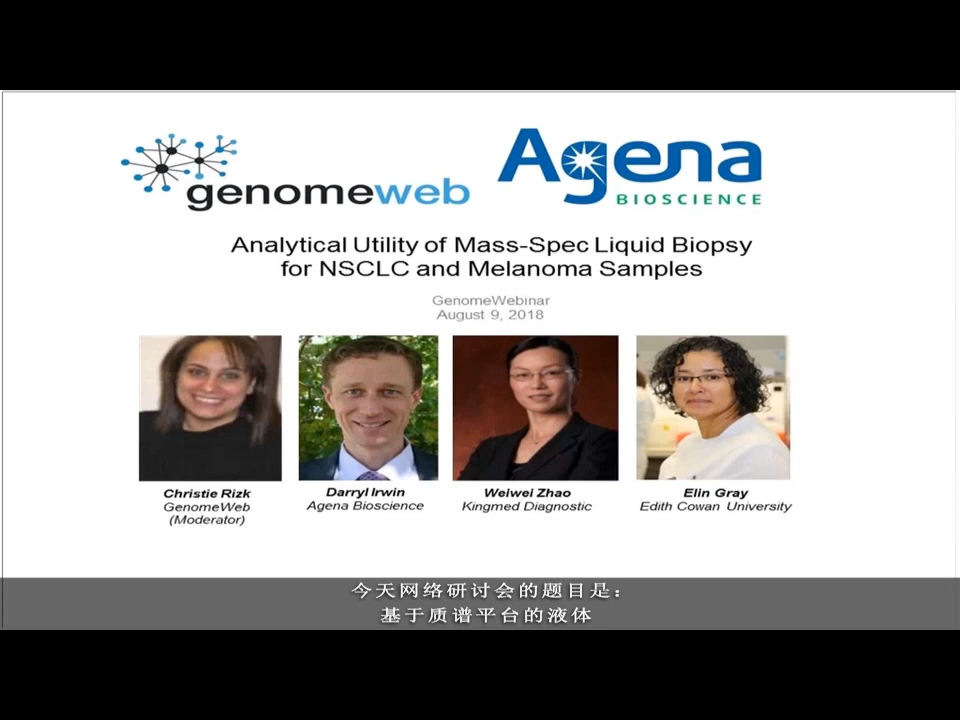 genomeweb
Agena
BIOSCIENCE
Analytical Utility of Mass-Spec Liquid Biopsy
for NSCLC and Melanoma Samples
GenomeWebinar
August 9, 2018
Christie Rizk
GenomeWeb
(Moderator)
Darryl Irwin
Agena Bioscience
Weiwei Zhao
Kingmed Diagnostic
Elin Gray
Edith Cowan University
今天网络研讨会的题目是：
基于质谱平台的液体